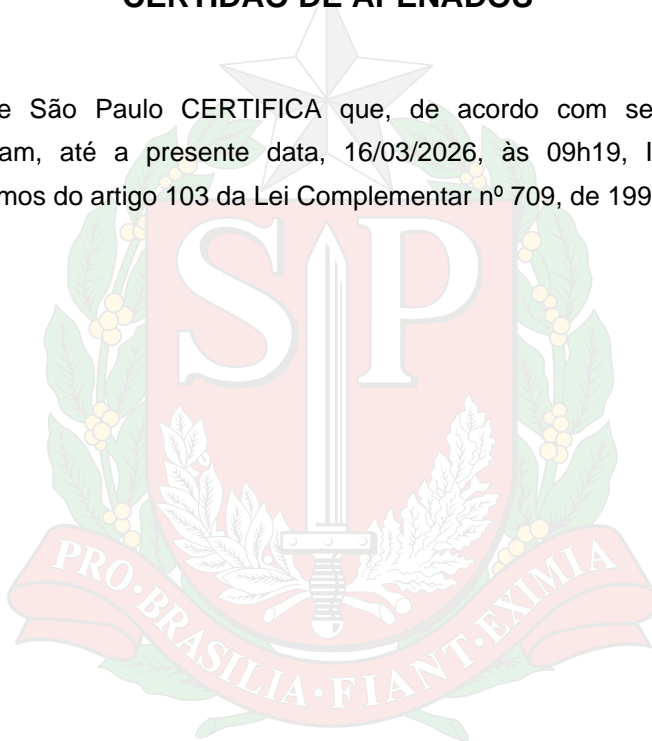 CERTIDÃO DE APENADOS
e São Paulo CERTIFICA que, de acordo com se
am, até a presente data, 16/03/2026, às 09h19, I
mos do artigo 103 da Lei Complementar nº 709, de 199
SP
PRO·BRASILIA·FIANT·EXIMIA